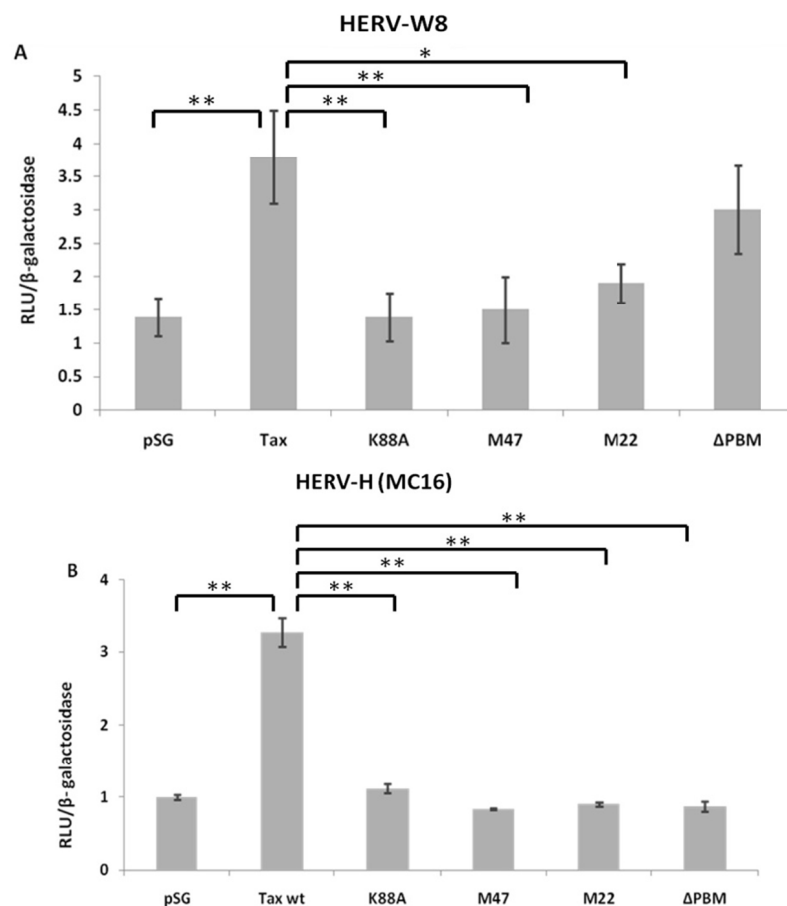 HERV-W8
A
*
**
** **
5
4.5
4
3.5
3
2.5
2
1.5
1
0.5
0
RLU/β-galactosidase
pSG Tax K88A M47 M22 ΔPBM
HERV-H (MC16)
**
**
B
**
** **
4
3
2
1
0
RLU/β- galactosidase
pSG Tax wt K88A M47 M22 ΔPBM